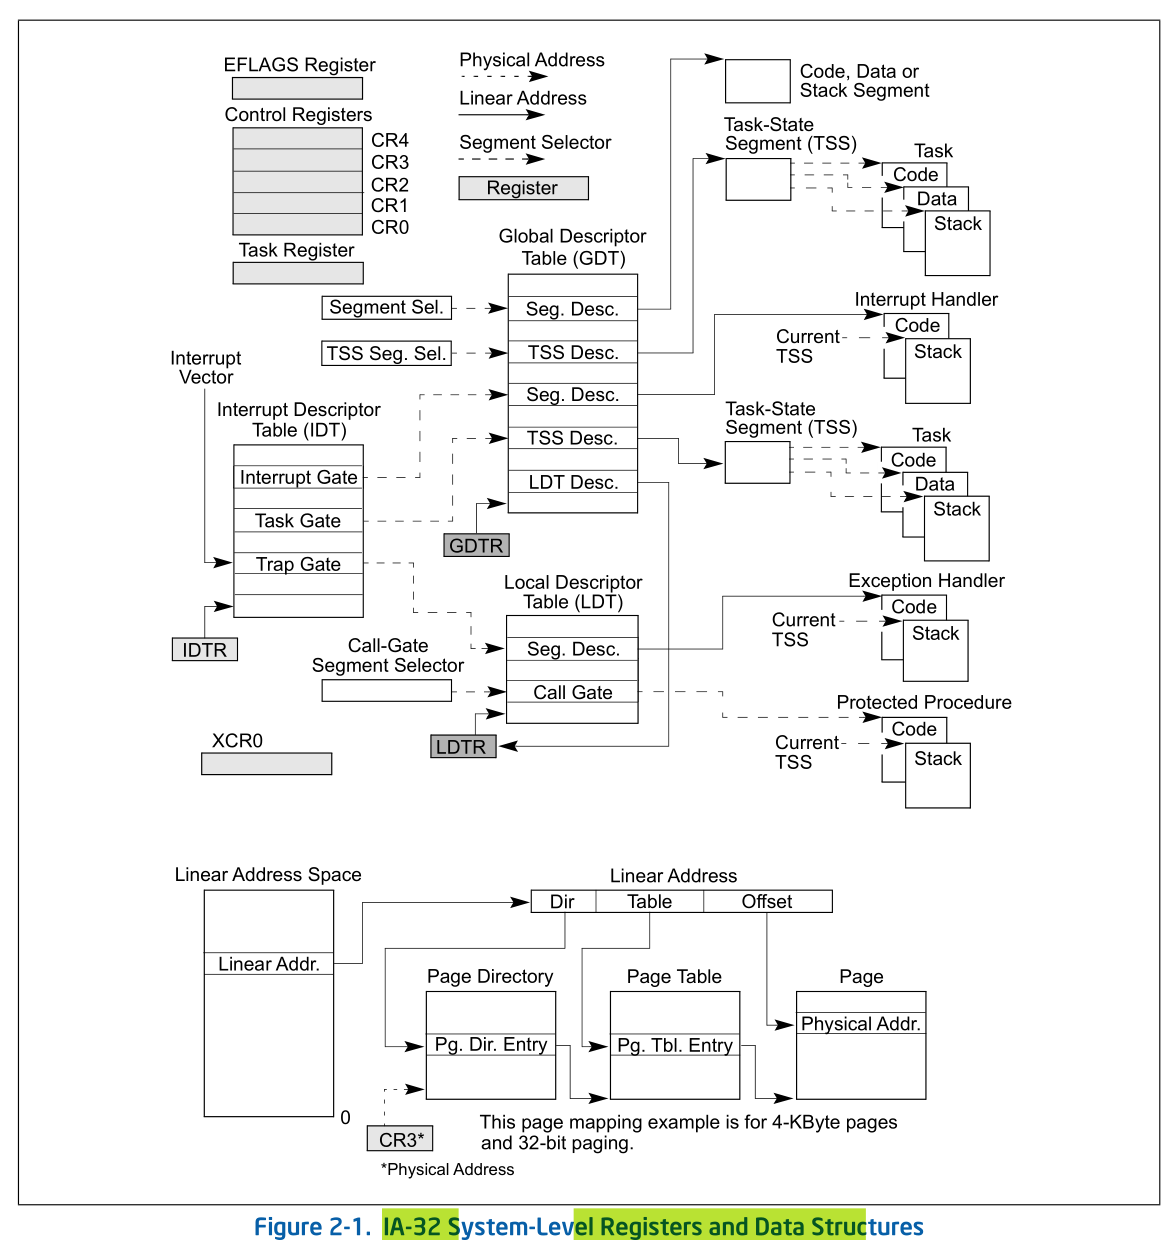 EFLAGS Register
Control Registers
CR4
CR3
CR2
CR1
CR0
Task Register
Physical Address
Linear Address
Segment Selector
Register
Code, Data or
Stack Segment
Task-State
Segment (TSS)
Task
Code
Data
Stack
Global Descriptor
Table (GDT)
Segment Sel.
Seg. Desc.
TSS Seg. Sel.
TSS Desc.
Seg. Desc.
TSS Desc.
LDT Desc.
GDTR
Interrupt Handler
Code
Current
TSS
Stack
Interrupt
Vector
Interrupt Descriptor
Table (IDT)
Interrupt Gate
Task Gate
Trap Gate
IDTR
Task-State
Segment (TSS)
Task
Code
Data
Stack
Local Descriptor
Table (LDT)
Seg. Desc.
Call Gate
Call-Gate
Segment Selector
LDTR
Exception Handler
Code
Current
TSS
Stack
Protected Procedure
Code
Current
TSS
Stack
XCR0
Linear Address Space
Linear Addr.
0
Linear Address
Dir
Table
Offset
Page Directory
Pg. Dir. Entry
Page Table
Pg. Tbl. Entry
Page
Physical Addr.
CR3*
*Physical Address
This page mapping example is for 4-KByte pages
and 32-bit paging.
Figure 2-1. IA-32 System-Level Registers and Data Structures